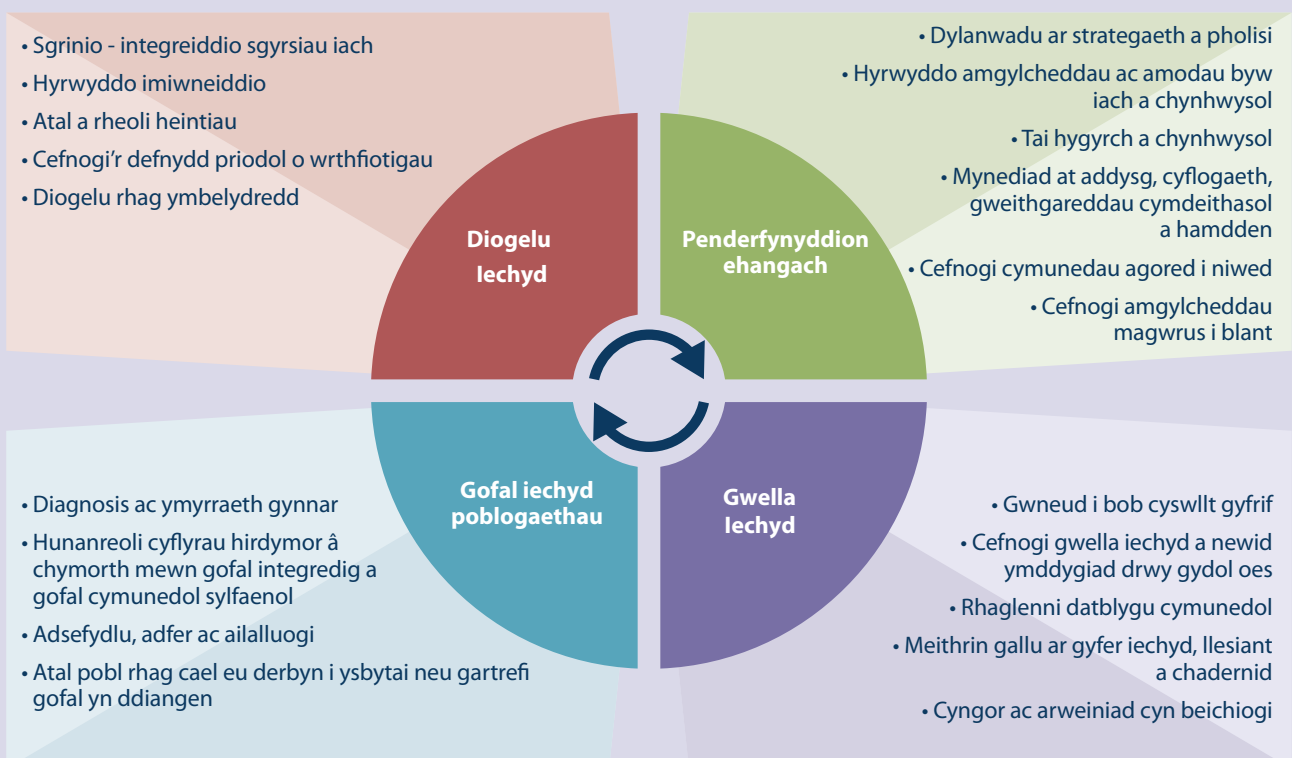 • Sgrinio - integreiddio sgyrsiau iach
• Hyrwyddo imiwneiddio
• Atal a rheoli heintiau
• Cefnogi'r defnydd priodol o wrthfiotigau
• Diogelu rhag ymbelydredd
Diogelu
Iechyd
• Dylanwadu ar strategaeth a pholisi
• Hyrwyddo amgylcheddau ac amodau byw
iach a chynhwysol
• Tai hygyrch a chynhwysol
• Mynediad at addysg, cyflogaeth,
gweithgareddau cymdeithasol
a hamdden
• Cefnogi cymunedau agored i niwed
• Cefnogi amgylcheddau
magwrus i blant
Penderfynyddion
ehangach
• Diagnosis ac ymyrraeth gynnar
• Hunanreoli cyflyrau hirdymor â
chymorth mewn gofal integredig a
gofal cymunedol sylfaenol
• Adsefydlu, adfer ac ailalluogi
• Atal pobl rhag cael eu derbyn i ysbytai neu gartrefi
gofal yn ddiangen
Gofal iechyd
poblogaethau
Gwella
Iechyd
• Gwneud i bob cyswllt gyfrif
• Cefnogi gwella iechyd a newid
ymddygiad drwy gydol oes
• Rhaglenni datblygu cymunedol
• Meithrin gallu ar gyfer iechyd, llesiant
a chadernid
• Cyngor ac arweiniad cyn beichiogi